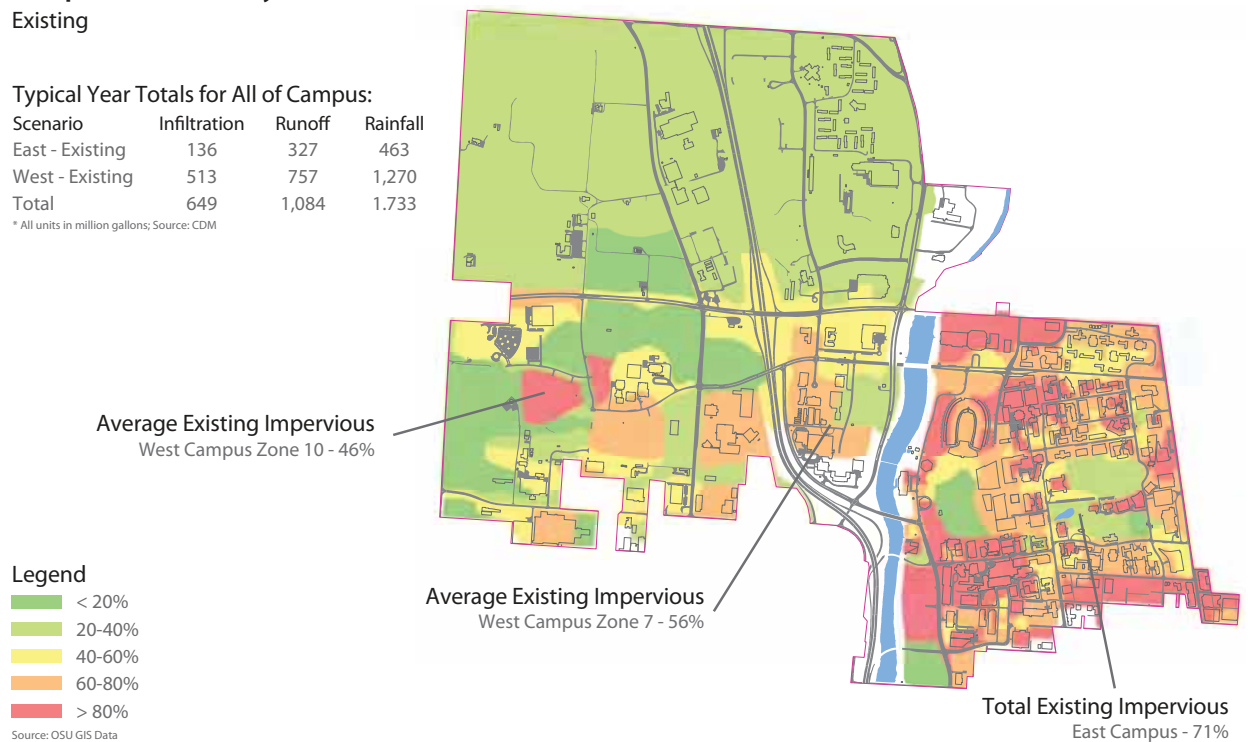 Existing
Typical Year Totals for All of Campus:
Scenario Infiltration Runoff Rainfall
East - Existing 136 327 463
West - Existing 513 757 1,270
Total 649 1,084 1.733
* All units in million gallons; Source: CDM
Average Existing Impervious
West Campus Zone 10 - 46%
Average Existing Impervious
West Campus Zone 7 - 56%
Total Existing Impervious
East Campus - 71%
Legend
< 20%
20-40%
40-60%
60-80%
> 80%
Source: OSU GIS Data